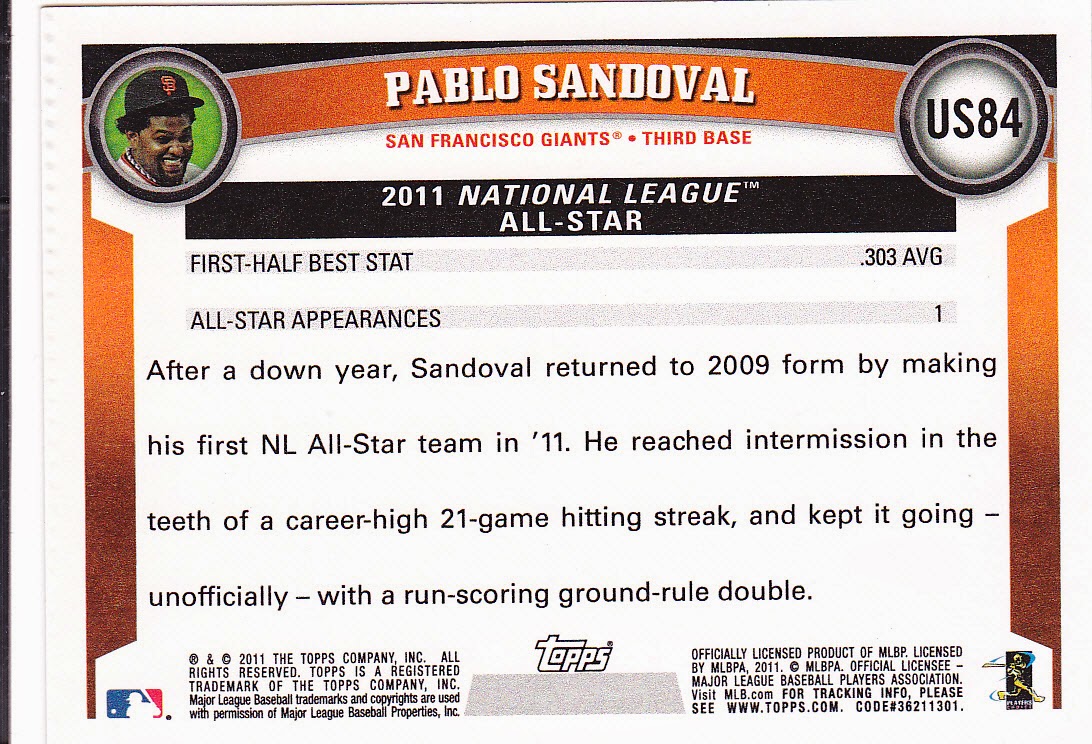 PABLO SANDOVAL
US84
SAN FRANCISCO GIANTS® • THIRD BASE
2011 NATIONAL LEAGUE™
ALL-STAR
FIRST-HALF BEST STAT .303 AVG
ALL-STAR APPEARANCES 1
After a down year, Sandoval returned to 2009 form by making
his first NL All-Star team in '11. He reached intermission in the
teeth of a career-high 21-game hitting streak, and kept it going –
unofficially – with a run-scoring ground-rule double.
® & © 2011 THE TOPPS COMPANY, INC. ALL
RIGHTS RESERVED. TOPPS IS A REGISTERED
TRADEMARK OF THE TOPPS COMPANY, INC.
Major League Baseball trademarks and copyrights are used
with permission of Major League Baseball Properties, Inc.
Topps®
OFFICIALLY LICENSED PRODUCT OF MLBP. LICENSED
BY MLBPA, 2011. © MLBPA. OFFICIAL LICENSEE –
MAJOR LEAGUE BASEBALL PLAYERS ASSOCIATION.
Visit MLB.com FOR TRACKING INFO, PLEASE
SEE WWW.TOPPS.COM. CODE#36211301.
PLAYERS
CHOICE